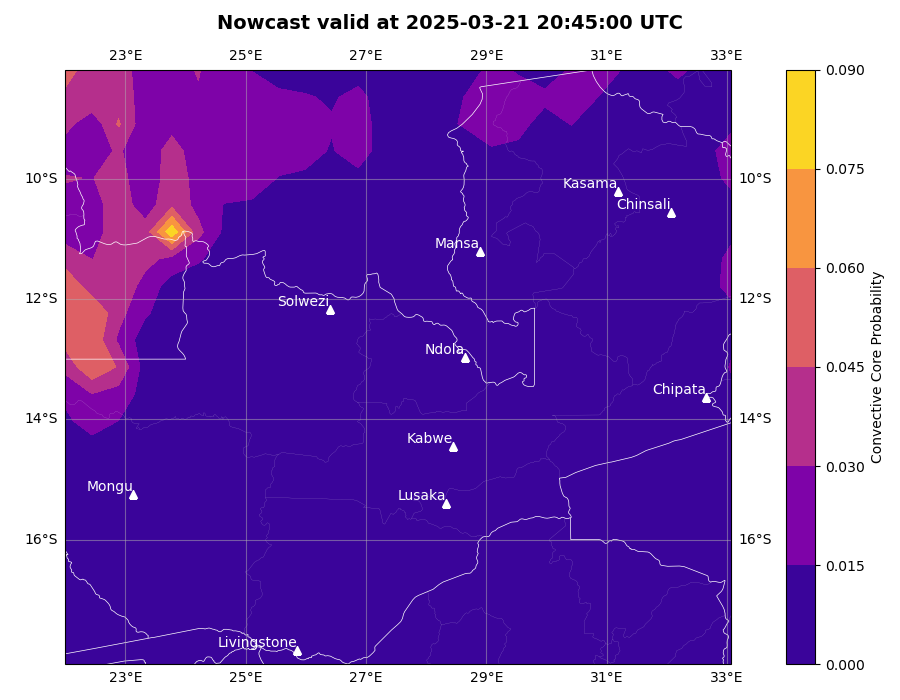 Nowcast valid at 2025-03-21 20:45:00 UTC
23°E 25°E 27°E 29°E 31°E 33°E
0.090
0.075
10°S 10°S
Kasama
Chinsali
Mansa
0.060
12°S 12°S
Solwezi
Ndola
0.045
Chipata
14°S 14°S
Kabwe
0.030
Mongu
Lusaka
16°S 16°S
0.015
Livingstone
0.000
23°E 25°E 27°E 29°E 31°E 33°E
Convective Core Probability